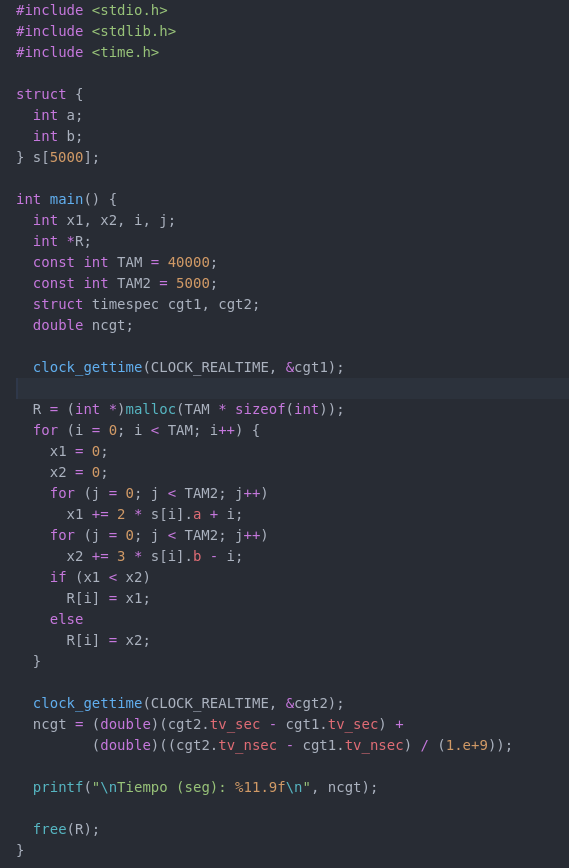 #include <stdio.h>
#include <stdlib.h>
#include <time.h>

struct {
  int a;
  int b;
} s[5000];

int main() {
  int x1, x2, i, j;
  int *R;
  const int TAM = 40000;
  const int TAM2 = 5000;
  struct timespec cgt1, cgt2;
  double ncgt;

  clock_gettime(CLOCK_REALTIME, &cgt1);

  R = (int *)malloc(TAM * sizeof(int));
  for (i = 0; i < TAM; i++) {
    x1 = 0;
    x2 = 0;
    for (j = 0; j < TAM2; j++)
      x1 += 2 * s[i].a + i;
    for (j = 0; j < TAM2; j++)
      x2 += 3 * s[i].b - i;
    if (x1 < x2)
      R[i] = x1;
    else
      R[i] = x2;
  }

  clock_gettime(CLOCK_REALTIME, &cgt2);
  ncgt = (double)(cgt2.tv_sec - cgt1.tv_sec) +
         (double)((cgt2.tv_nsec - cgt1.tv_nsec) / (1.e+9));

  printf("\nTiempo (seg): %11.9f\n", ncgt);

  free(R);
}